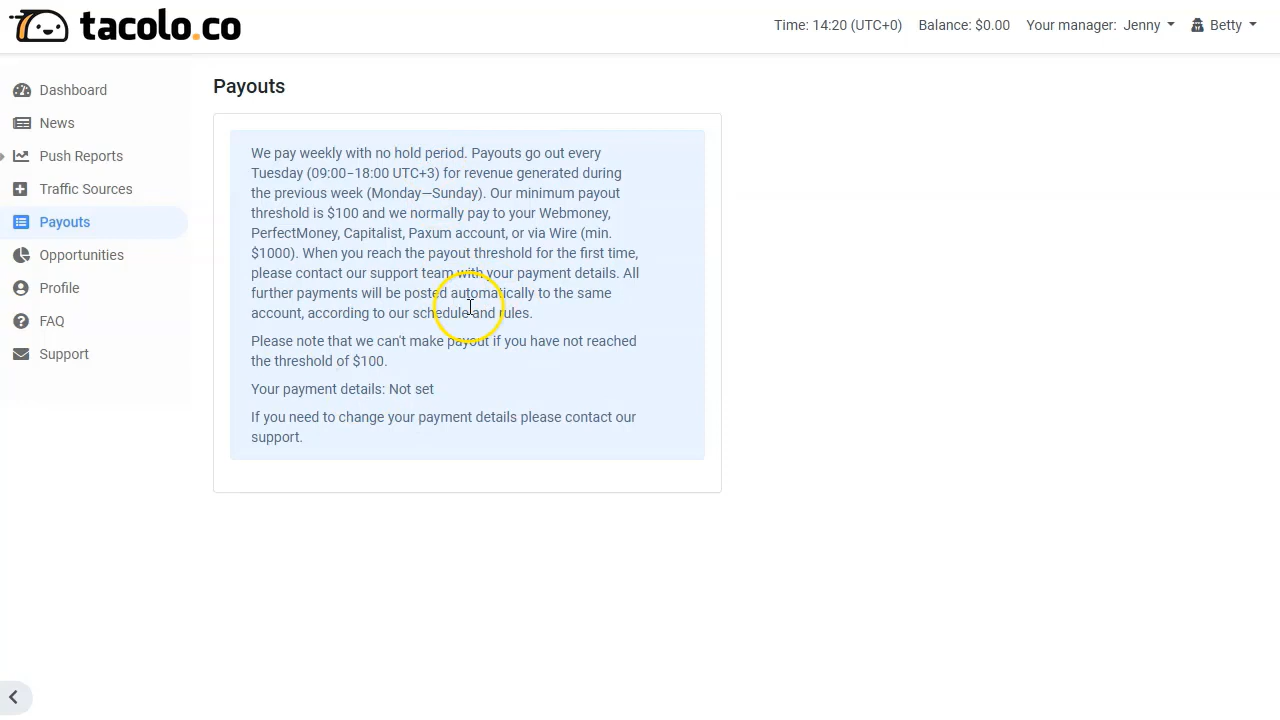 tacolo.co
Time: 14:20 (UTC+0)
Balance: $0.00
Your manager: Jenny
Betty
Dashboard
News
Push Reports
Traffic Sources
Payouts
Opportunities
Profile
FAQ
Support
Payouts
We pay weekly with no hold period. Payouts go out every
Tuesday (09:00–18:00 UTC+3) for revenue generated during
the previous week (Monday—Sunday). Our minimum payout
threshold is $100 and we normally pay to your Webmoney,
PerfectMoney, Capitalist, Paxum account, or via Wire (min.
$1000). When you reach the payout threshold for the first time,
please contact our support team with your payment details. All
further payments will be posted automatically to the same
account, according to our schedule and rules.
Please note that we can't make payout if you have not reached
the threshold of $100.
Your payment details: Not set
If you need to change your payment details please contact our
support.